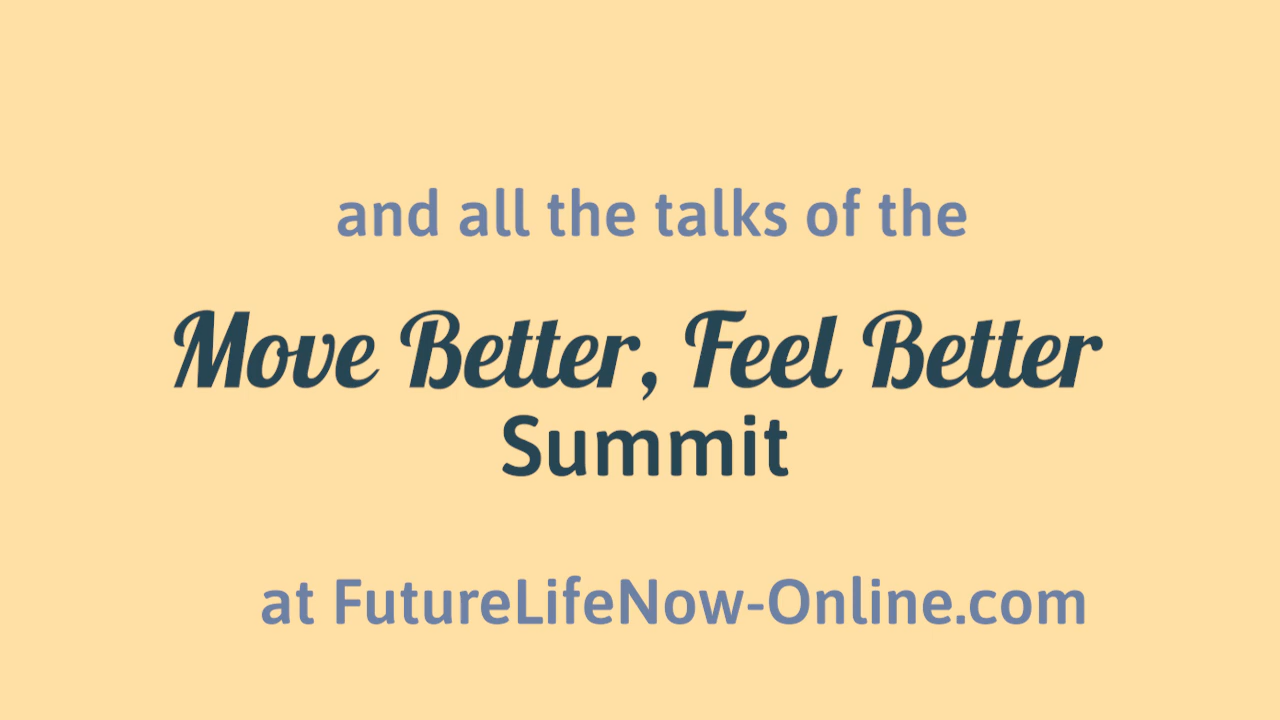 and all the talks of the
Move Better, Feel Better
Summit
at FutureLifeNow-Online.com